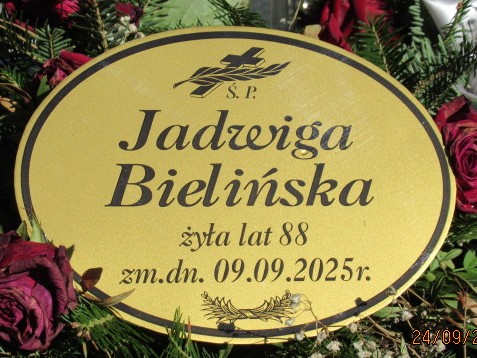 Ś. P.
Jadwiga
Bielińska
żyła lat 88
zm.dn. 09.09.2025r.
24/09/2